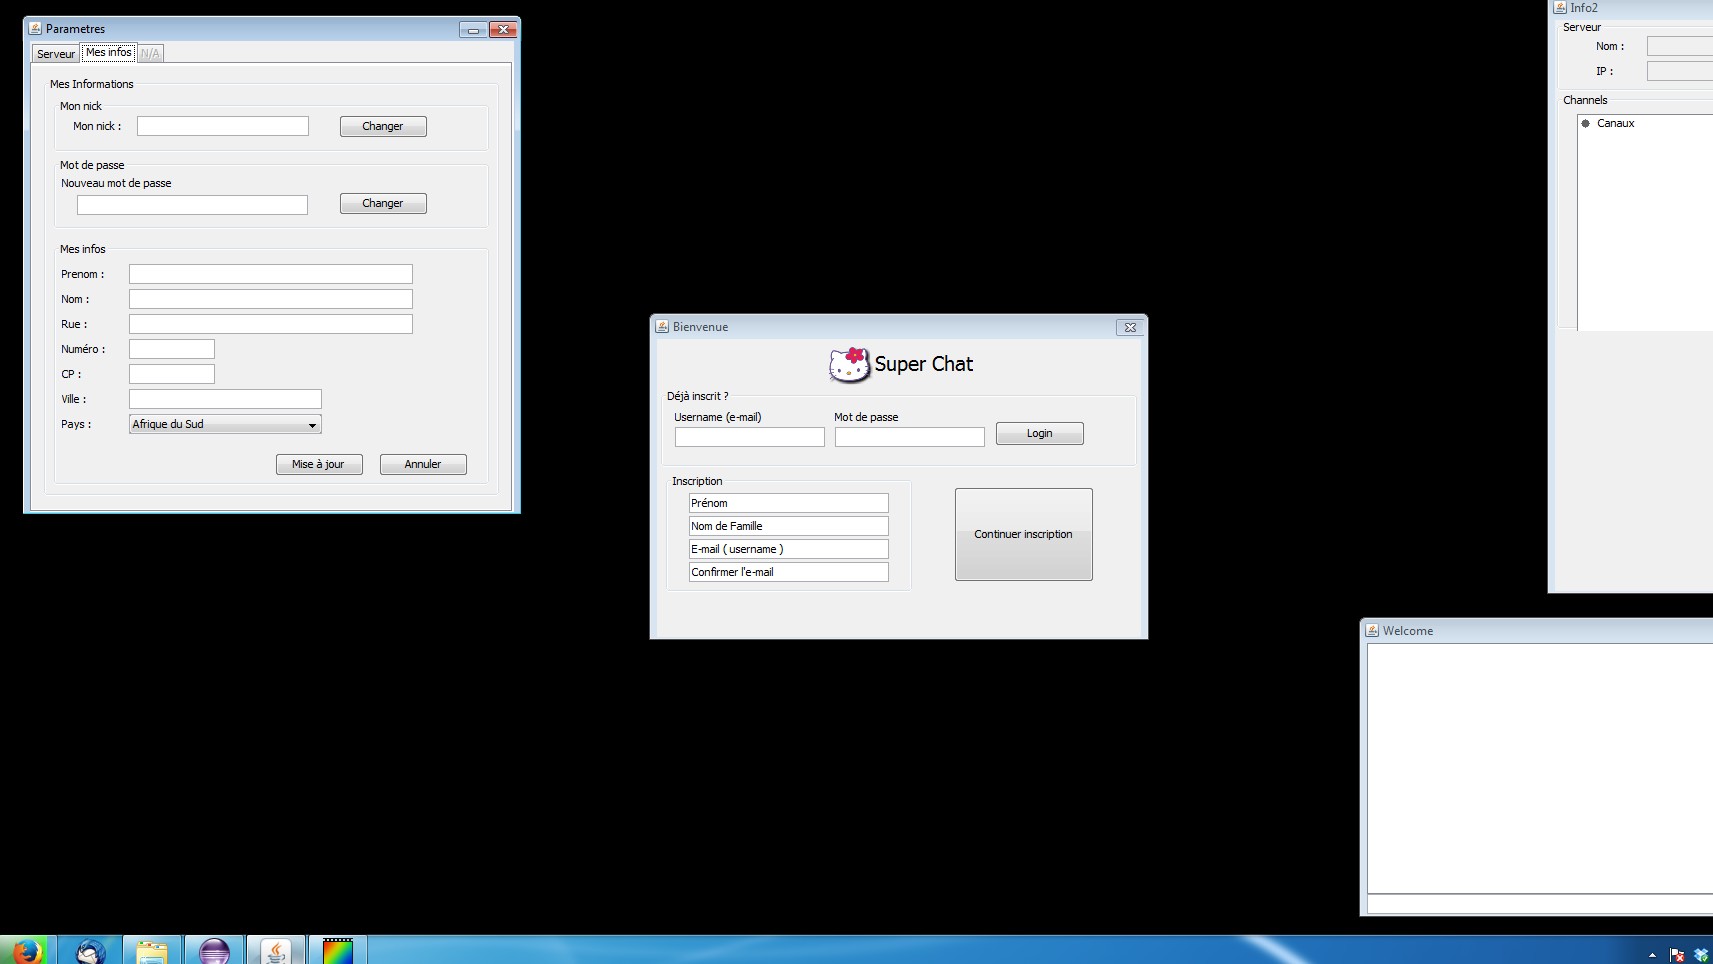 Parametres
Serveur
Mes infos
N/A
Mes Informations
Mon nick
Mon nick :
Changer
Mot de passe
Nouveau mot de passe
Changer
Mes infos
Prenom :
Nom :
Rue :
Numéro :
CP :
Ville :
Pays :
Afrique du Sud
Mise à jour
Annuler
Bienvenue
Super Chat
Déjà inscrit ?
Username (e-mail)
Mot de passe
Login
Inscription
Prénom
Nom de Famille
E-mail ( username )
Confirmer l'e-mail
Continuer inscription
Info2
Serveur
Nom :
IP :
Channels
Canaux
Welcome